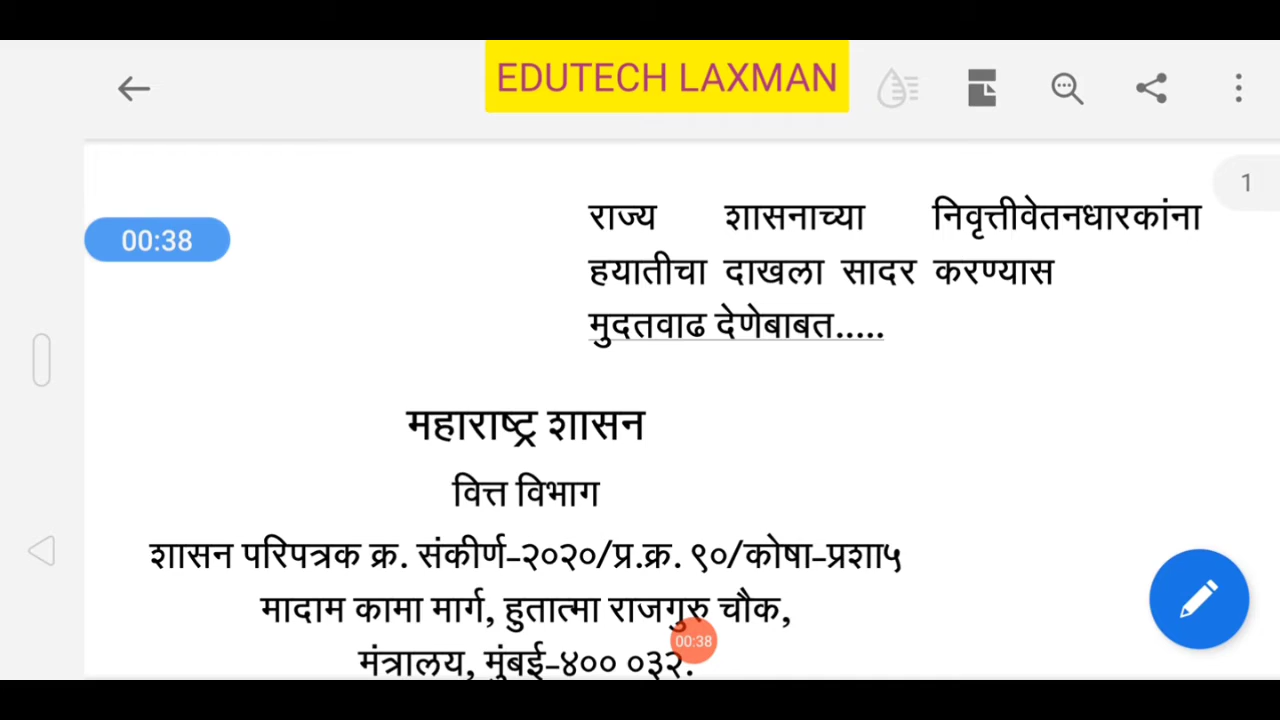 EDUTECH LAXMAN
1
00:38
राज्य शासनाच्या निवृत्तीवेतनधारकांना
हयातीचा दाखला सादर करण्यास
मुदतवाढ देणेबाबत.....
महाराष्ट्र शासन
वित्त विभाग
शासन परिपत्रक क्र. संकीर्ण-२०२०/प्र.क्र. ९०/कोषा-प्रशा५
मादाम कामा मार्ग, हुतात्मा राजगुरु चौक,
00:38
मंत्रालय, मुंबई-४०० ०३२.